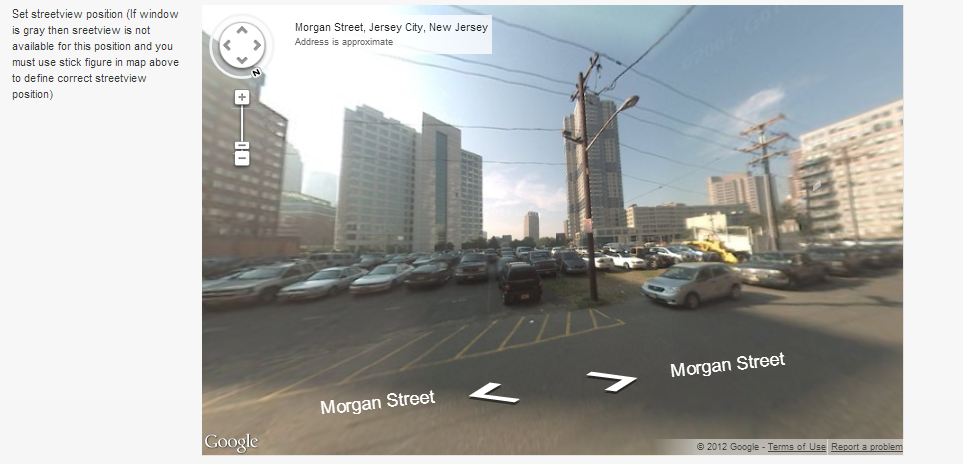 Set streetview position (If window
is gray then sreetview is not
available for this position and you
must use stick figure in map above
to define correct streetview
position)
Morgan Street, Jersey City, New Jersey
Address is approximate
N
Morgan Street
Morgan Street
Google
© 2012 Google - Terms of Use Report a problem